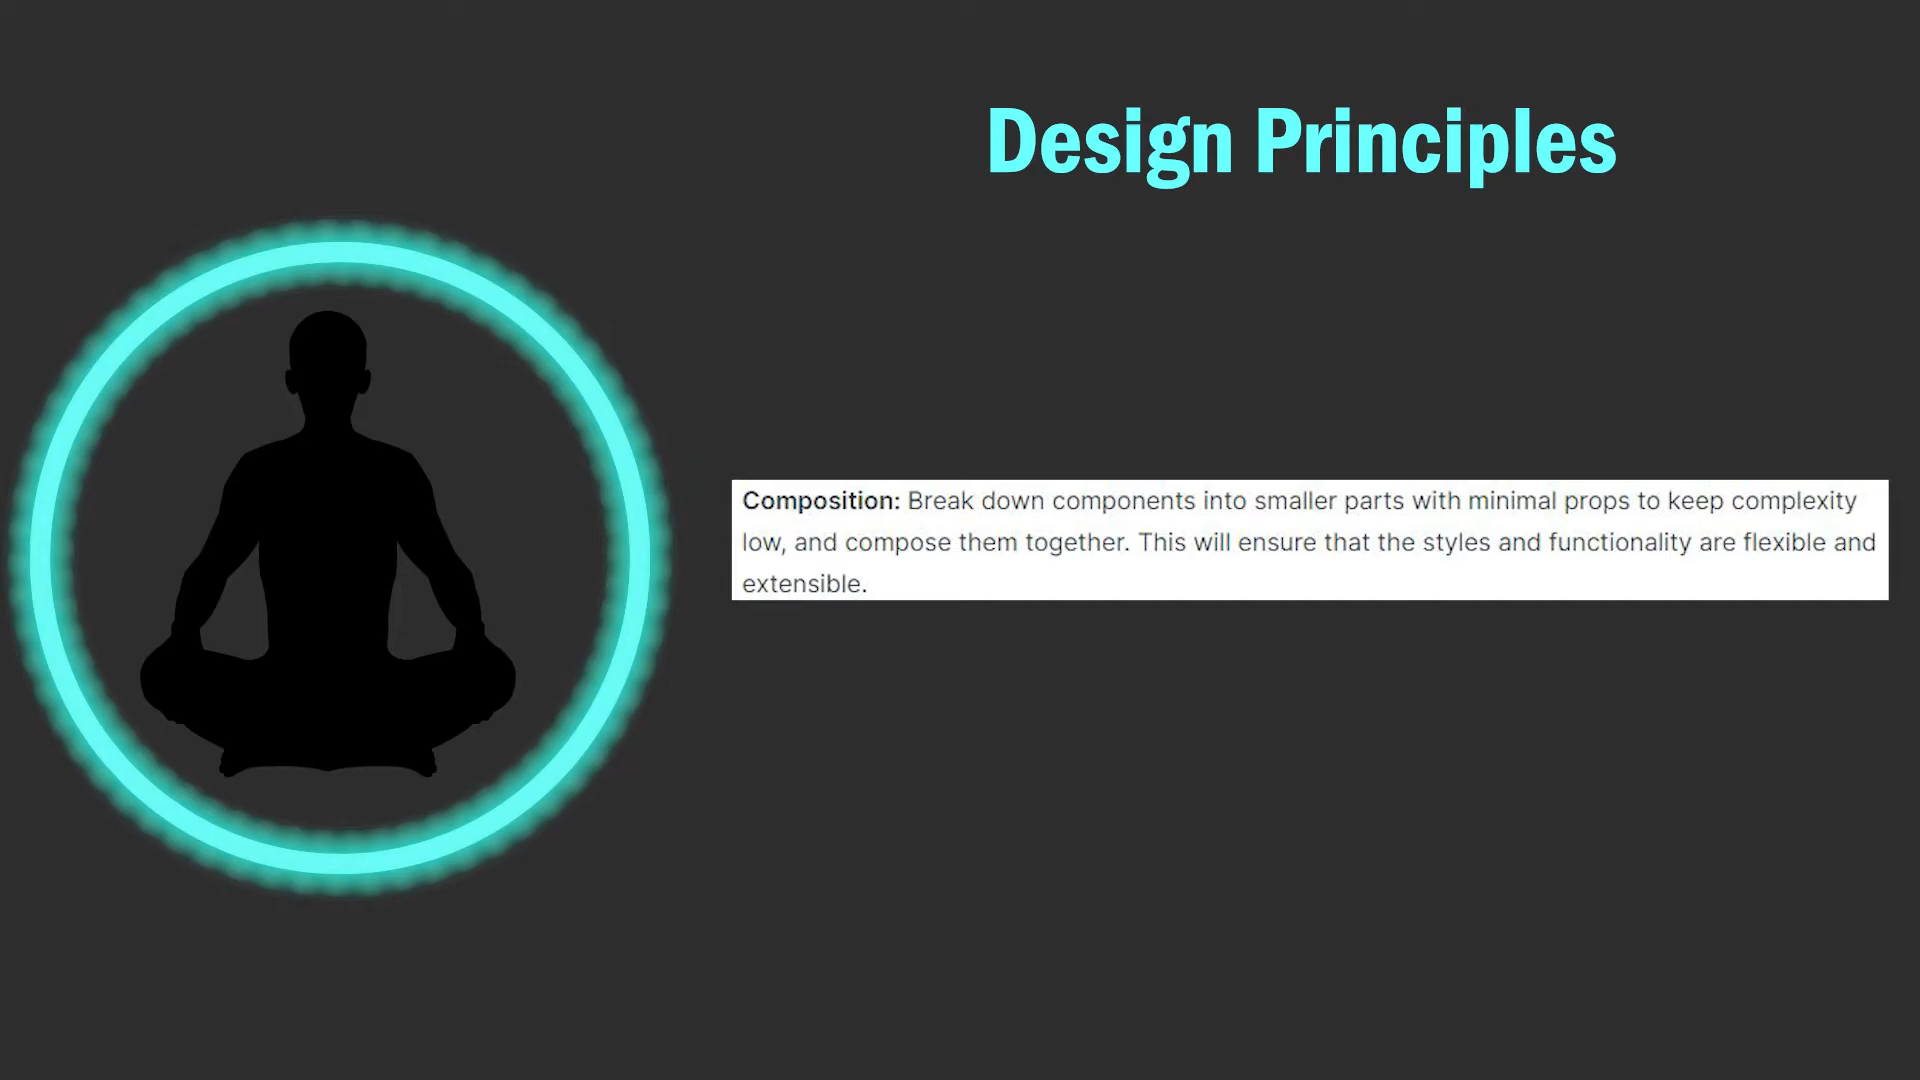 Design Principles
Composition: Break down components into smaller parts with minimal props to keep complexity
low, and compose them together. This will ensure that the styles and functionality are flexible and
extensible.